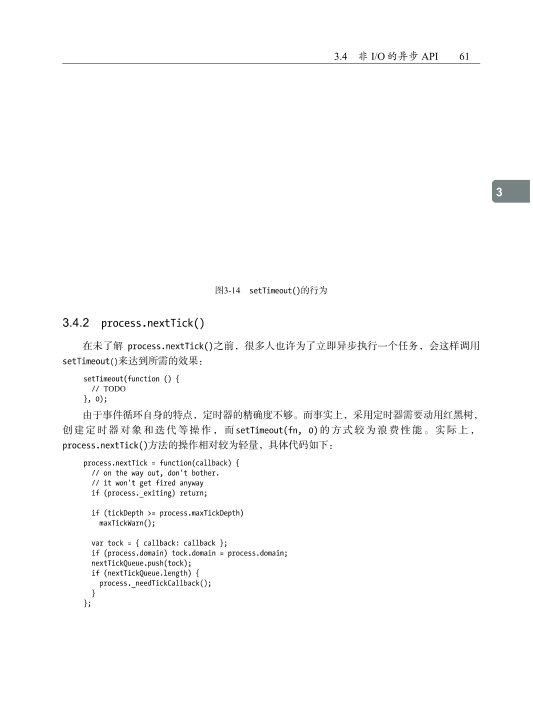 3.4 非 I/O 的异步 API 61
3
图3-14 setTimeout()的行为
3.4.2 process.nextTick()
在未了解 process.nextTick()之前，很多人也许为了立即异步执行一个任务，会这样调用
setTimeout()来达到所需的效果：
setTimeout(function () {
  // TODO
}, 0);
由于事件循环自身的特点，定时器的精确度不够。而事实上，采用定时器需要动用红黑树，
创建定时器对象和迭代等操作，而setTimeout(fn, 0)的方式较为浪费性能。实际上，
process.nextTick()方法的操作相对较为轻量，具体代码如下：
process.nextTick = function(callback) {
  // on the way out, don't bother.
  // it won't get fired anyway
  if (process._exiting) return;
  if (tickDepth >= process.maxTickDepth)
    maxTickWarn();
  var tock = { callback: callback };
  if (process.domain) tock.domain = process.domain;
  nextTickQueue.push(tock);
  if (nextTickQueue.length) {
    process._needTickCallback();
  }
};